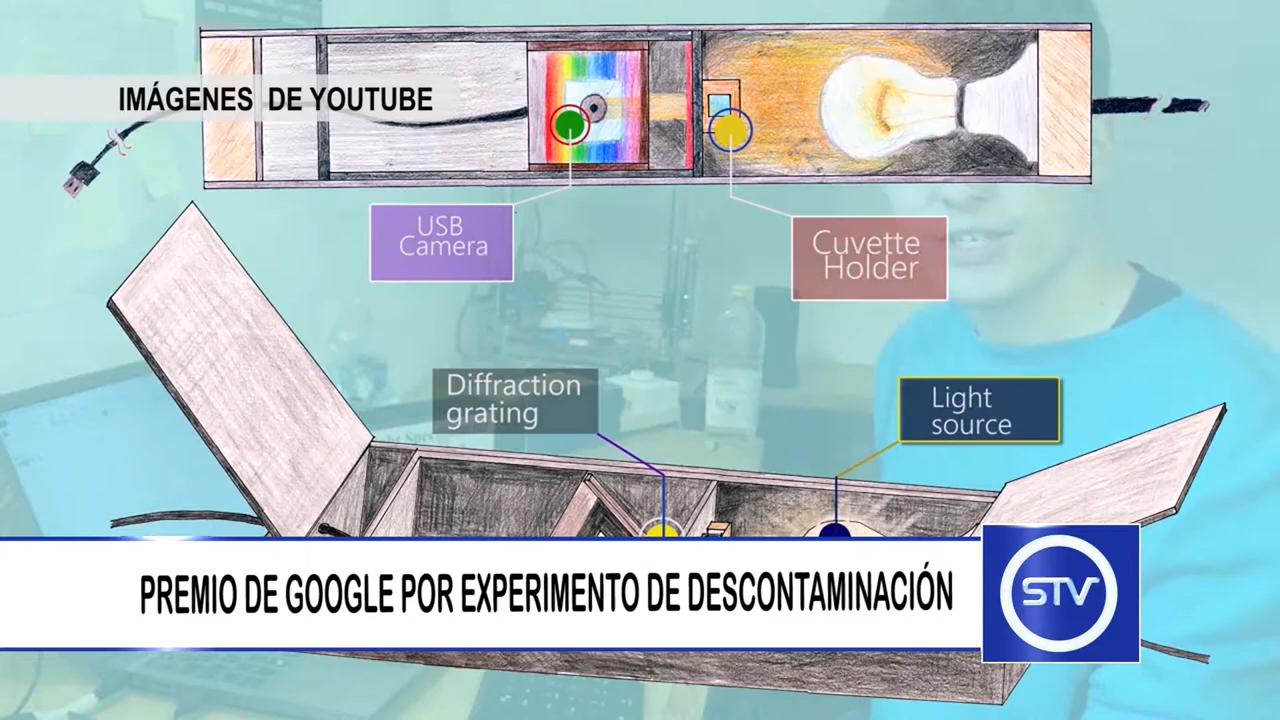 IMÁGENES DE YOUTUBE
USB
Camera
Cuvette
Holder
Diffraction
grating
Light
source
PREMIO DE GOOGLE POR EXPERIMENTO DE DESCONTAMINACIÓN
STV